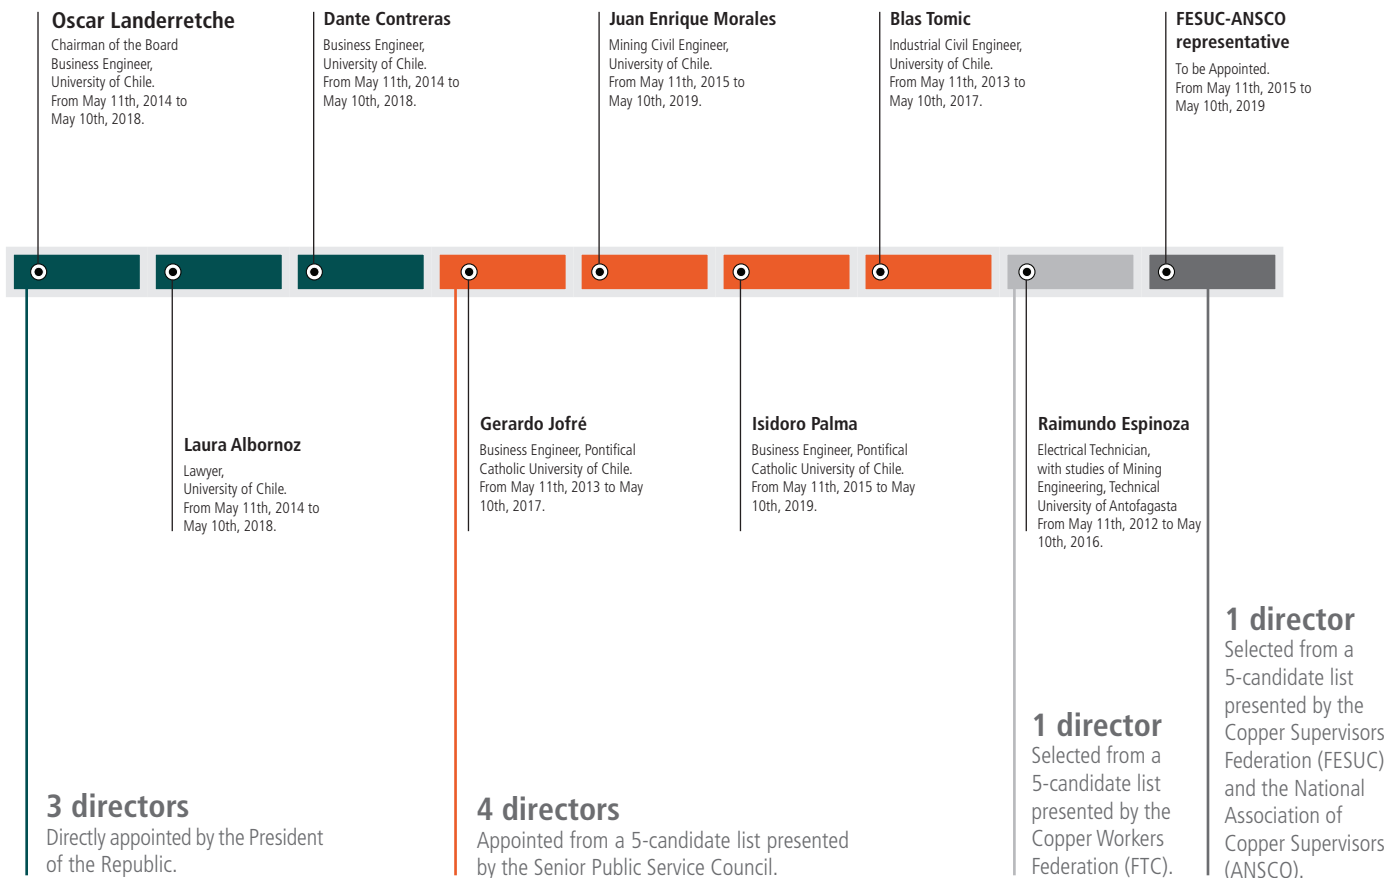 Oscar Landerretche
Chairman of the Board
Business Engineer,
University of Chile.
From May 11th, 2014 to
May 10th, 2018.
Dante Contreras
Business Engineer,
University of Chile.
From May 11th, 2014 to
May 10th, 2018.
Juan Enrique Morales
Mining Civil Engineer,
University of Chile.
From May 11th, 2015 to
May 10th, 2019.
Blas Tomic
Industrial Civil Engineer,
University of Chile.
From May 11th, 2013 to
May 10th, 2017.
FESUC-ANSCO
representative
To be Appointed.
From May 11th, 2015 to
May 10th, 2019
Laura Albornoz
Lawyer,
University of Chile.
From May 11th, 2014 to
May 10th, 2018.
Gerardo Jofré
Business Engineer, Pontifical
Catholic University of Chile.
From May 11th, 2013 to May
10th, 2017.
Isidoro Palma
Business Engineer, Pontifical
Catholic University of Chile.
From May 11th, 2015 to May
10th, 2019.
Raimundo Espinoza
Electrical Technician,
with studies of Mining
Engineering, Technical
University of Antofagasta
From May 11th, 2012 to May
10th, 2016.
3 directors
Directly appointed by the President
of the Republic.
4 directors
Appointed from a 5-candidate list presented
by the Senior Public Service Council.
1 director
Selected from a
5-candidate list
presented by the
Copper Workers
Federation (FTC).
1 director
Selected from a
5-candidate list
presented by the
Copper Supervisors
Federation (FESUC)
and the National
Association of
Copper Supervisors
(ANSCO).